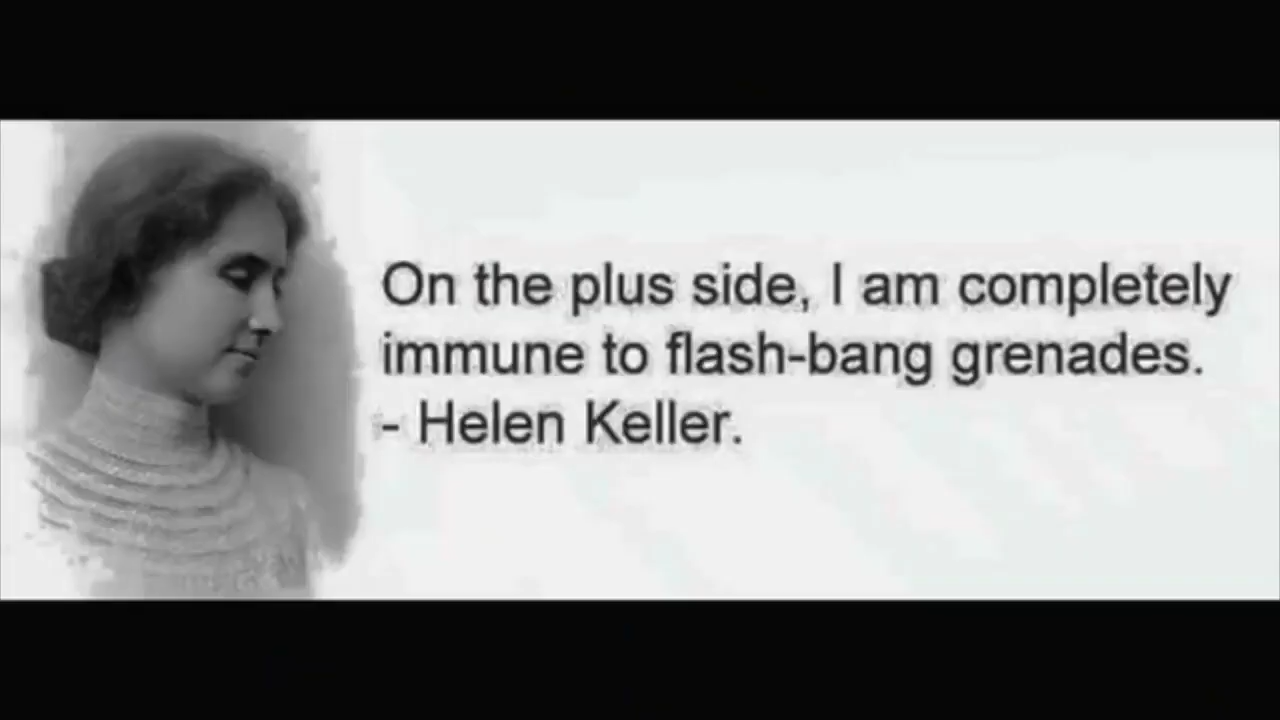 On the plus side, I am completely
immune to flash-bang grenades.
- Helen Keller.